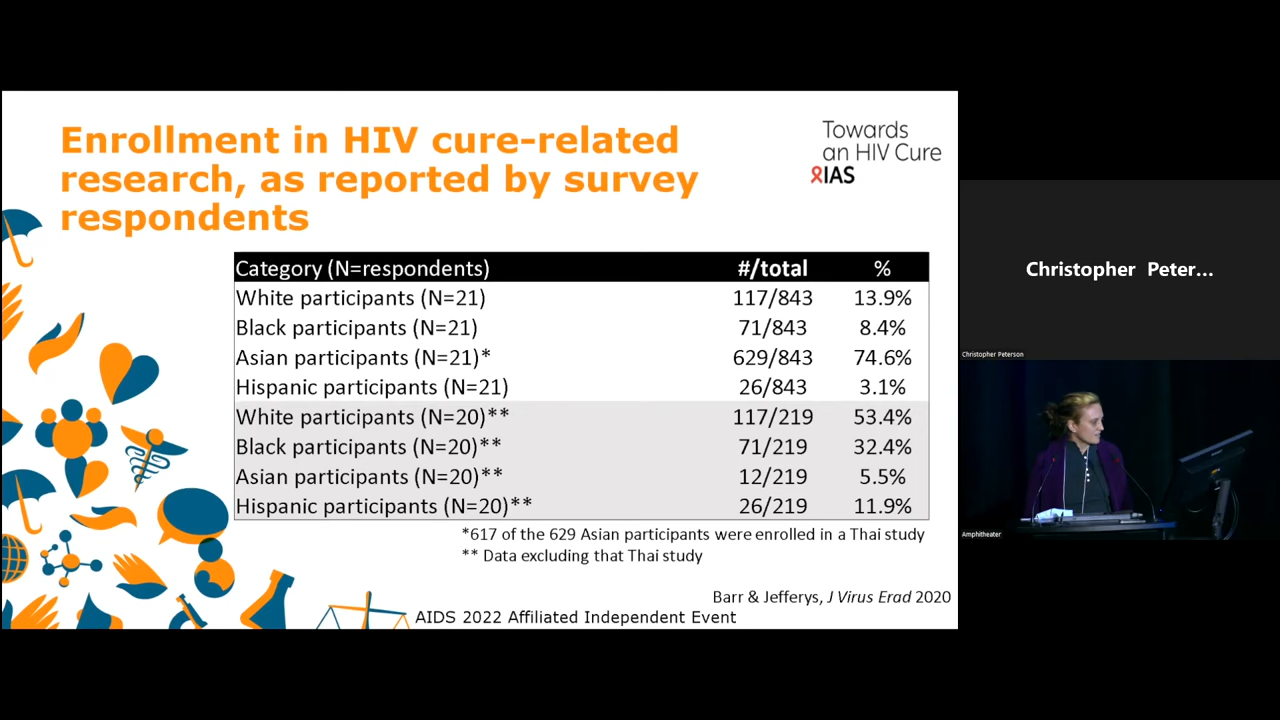 Enrollment in HIV cure-related
research, as reported by survey
respondents
Towards
an HIV Cure
IAS
Category (N=respondents) #/total %
White participants (N=21) 117/843 13.9%
Black participants (N=21) 71/843 8.4%
Asian participants (N=21)* 629/843 74.6%
Hispanic participants (N=21) 26/843 3.1%
White participants (N=20)** 117/219 53.4%
Black participants (N=20)** 71/219 32.4%
Asian participants (N=20)** 12/219 5.5%
Hispanic participants (N=20)** 26/219 11.9%
*617 of the 629 Asian participants were enrolled in a Thai study
** Data excluding that Thai study
Barr & Jefferys, J Virus Erad 2020
AIDS 2022 Affiliated Independent Event
Christopher Peter...
Christopher Peterson
Amphitheater